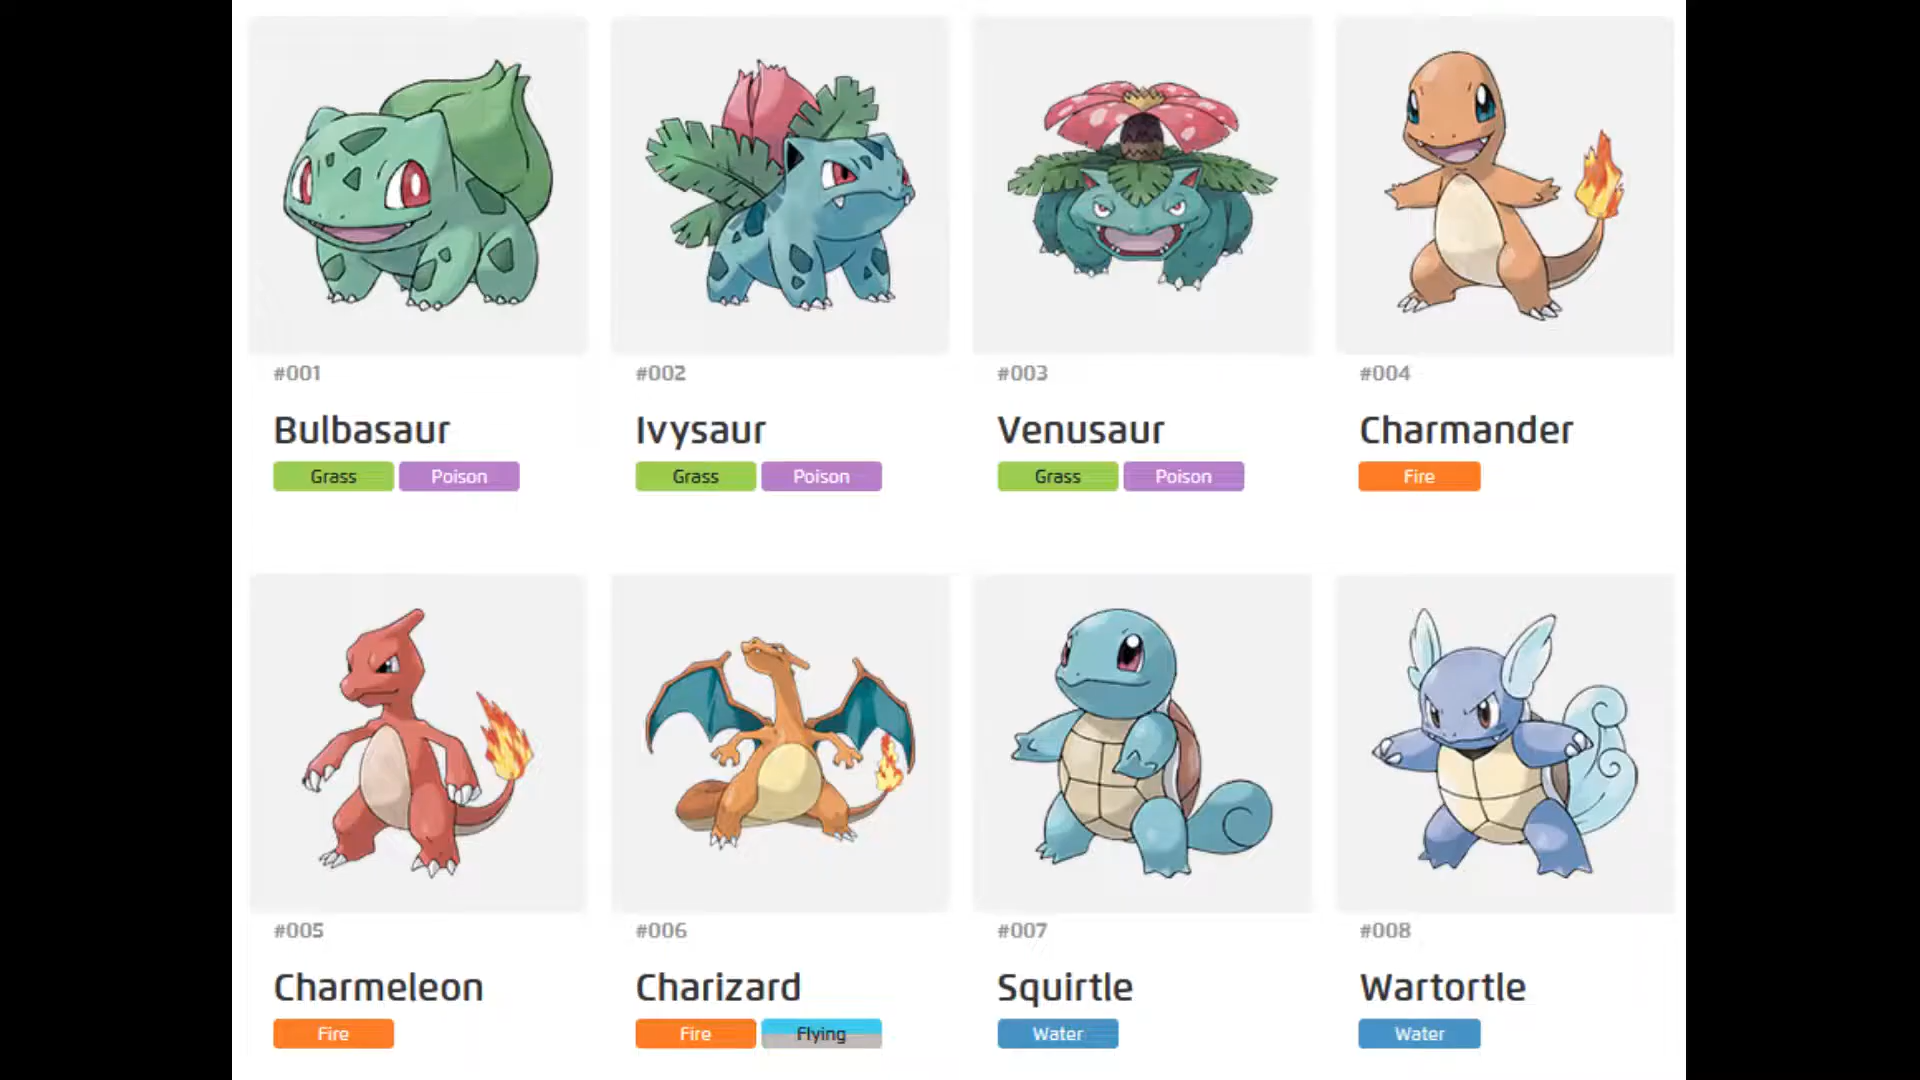 #001
Bulbasaur
Grass Poison
#002
Ivysaur
Grass Poison
#003
Venusaur
Grass Poison
#004
Charmander
Fire
#005
Charmeleon
Fire
#006
Charizard
Fire Flying
#007
Squirtle
Water
#008
Wartortle
Water